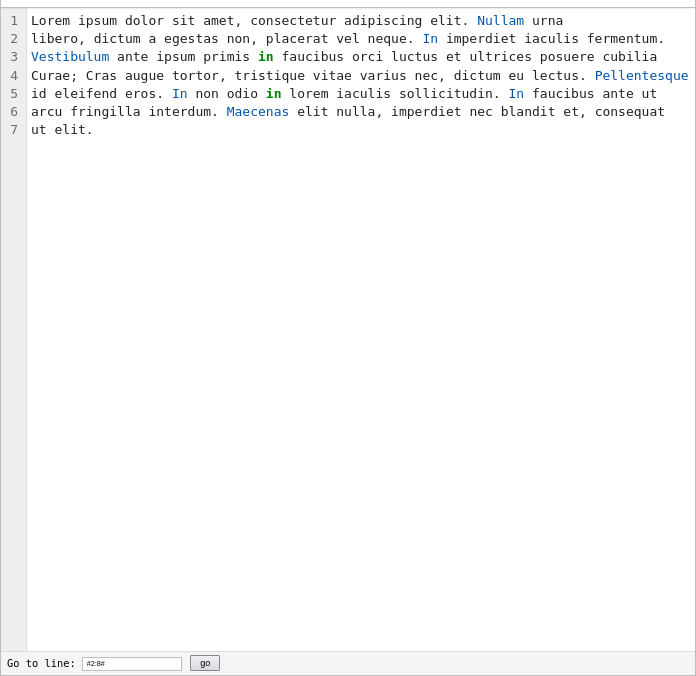 1 Lorem ipsum dolor sit amet, consectetur adipiscing elit. Nullam urna
2 libero, dictum a egestas non, placerat vel neque. In imperdiet iaculis fermentum.
3 Vestibulum ante ipsum primis in faucibus orci luctus et ultrices posuere cubilia
4 Curae; Cras augue tortor, tristique vitae varius nec, dictum eu lectus. Pellentesque
5 id eleifend eros. In non odio in lorem iaculis sollicitudin. In faucibus ante ut
6 arcu fringilla interdum. Maecenas elit nulla, imperdiet nec blandit et, consequat
7 ut elit.
Go to line: #2:8# go